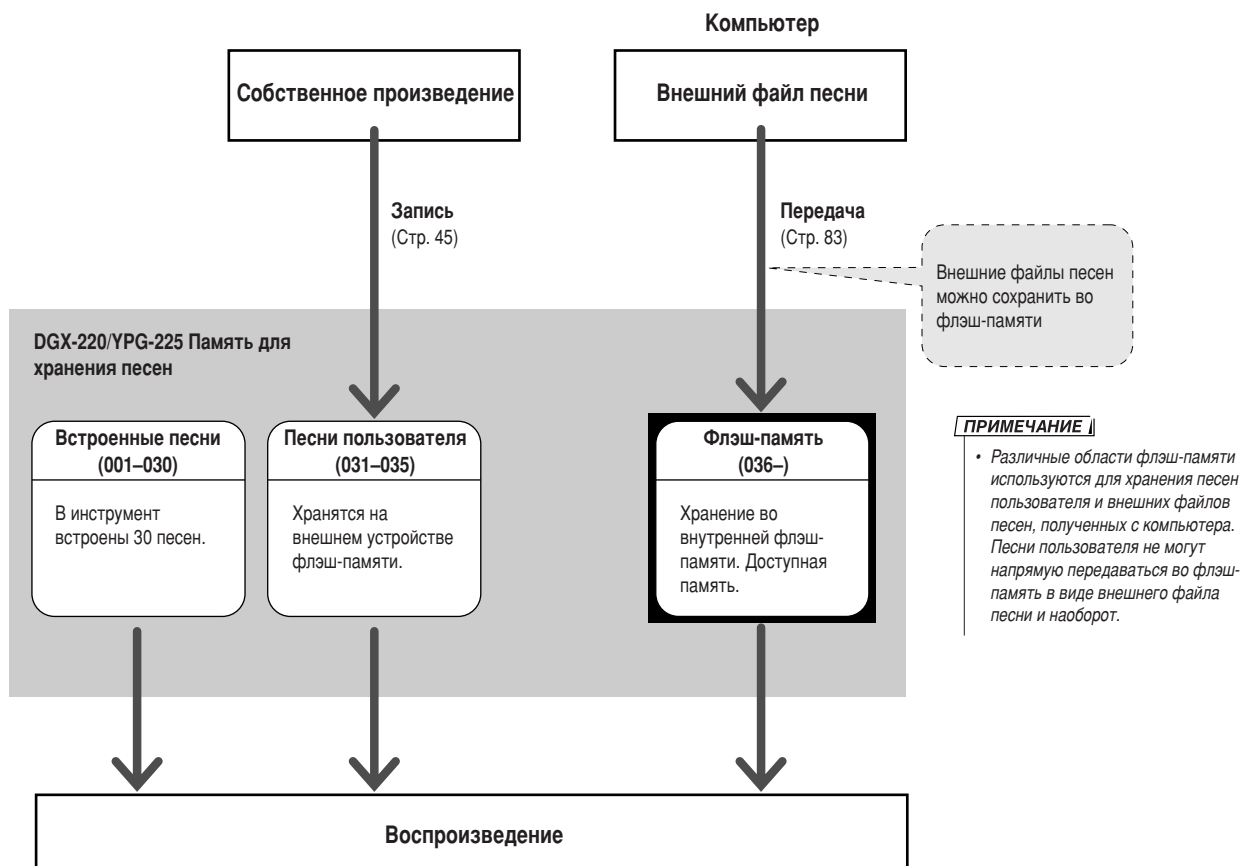 Компьютер
Собственное произведение
Внешний файл песни
Запись
(Стр. 45)
Передача
(Стр. 83)
Внешние файлы песен
можно сохранить во
флэш-памяти
DGX-220/YPG-225 Память для
хранения песен
Встроенные песни
(001–030)
В инструмент
встроены 30 песен.
Песни пользователя
(031–035)
Хранятся на
внешнем устройстве
флэш-памяти.
Флэш-память
(036–)
Хранение во
внутренней флэш-
памяти. Доступная
память.
ПРИМЕЧАНИЕ
• Различные области флэш-памяти
используются для хранения песен
пользователя и внешних файлов
песен, полученных с компьютера.
Песни пользователя не могут
напрямую передаваться во флэш-
память в виде внешнего файла
песни и наоборот.
Воспроизведение